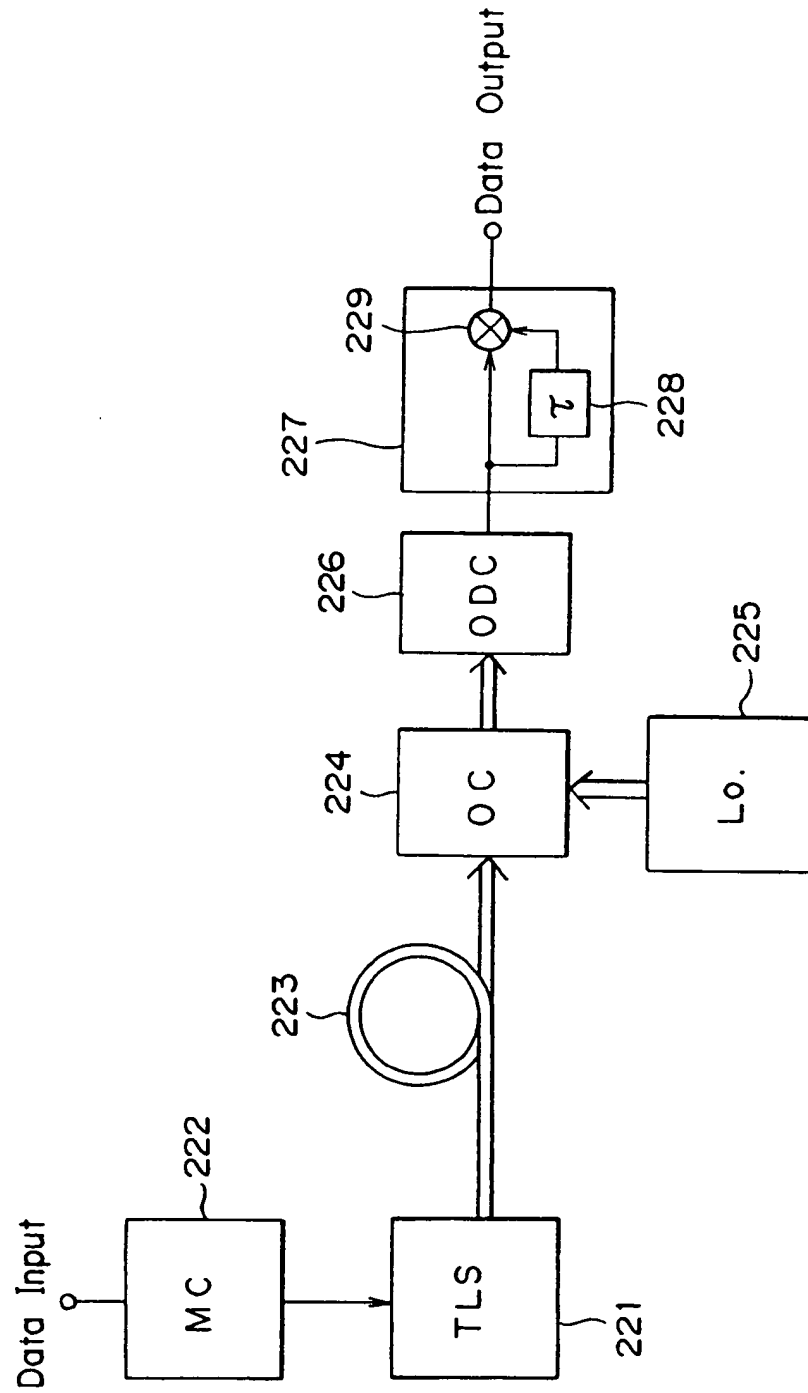 Data Input
MC
222
TLS
221
223
OC
224
Lo.
225
ODC
226
227
τ
228
229
Data Output